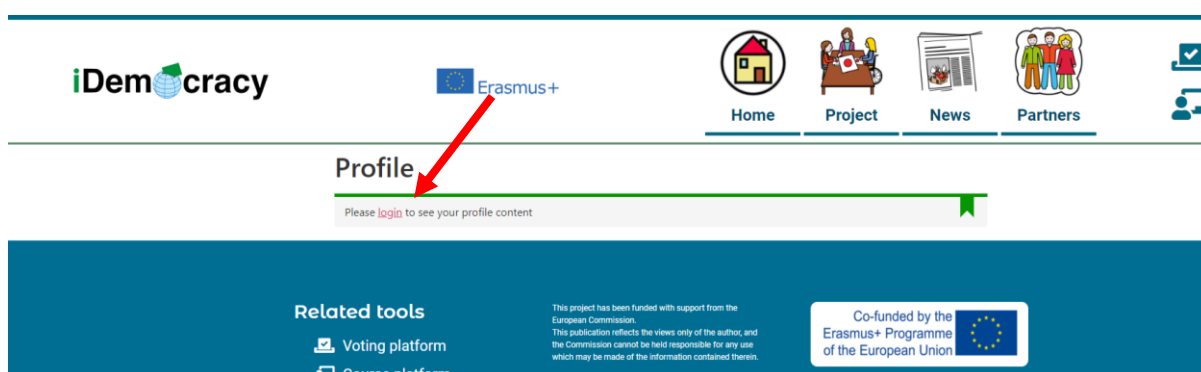 iDemocracy
Erasmus+
Home
Project
News
Partners
Profile
Please login to see your profile content
Related tools
Voting platform
Course platform
This project has been funded with support from the
European Commission.
This publication reflects the views only of the author, and
the Commission cannot be held responsible for any use
which may be made of the information contained therein.
Co-funded by the
Erasmus+ Programme
of the European Union